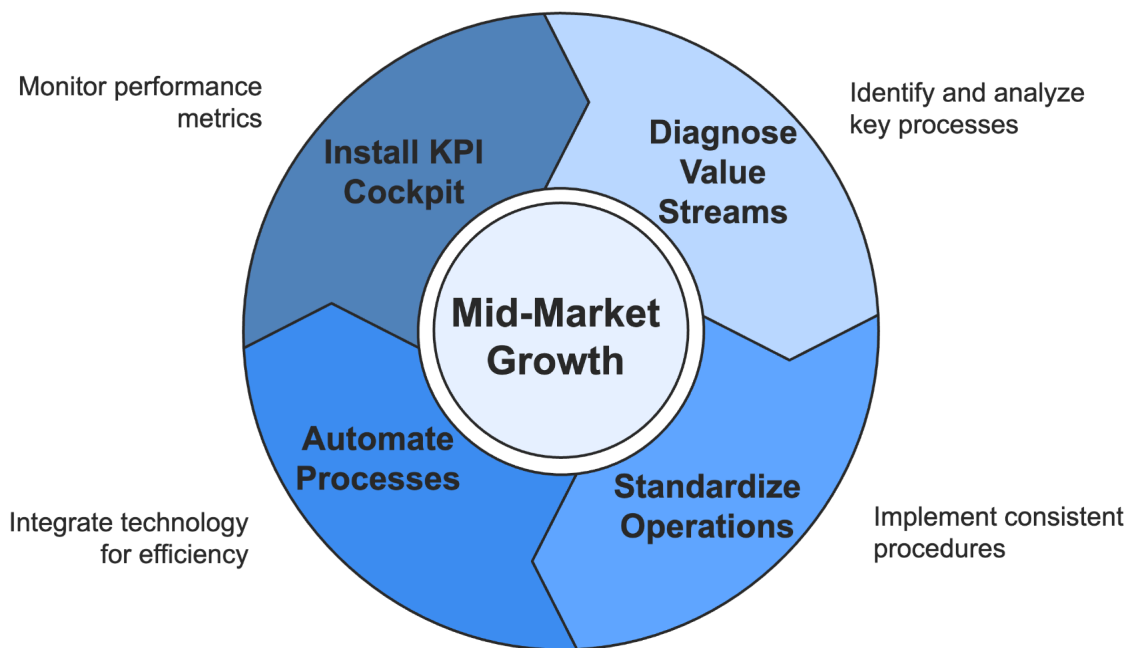 Monitor performance
metrics
Install KPI
Cockpit
Diagnose
Value
Streams
Identify and analyze
key processes
Mid-Market
Growth
Automate
Processes
Standardize
Operations
Integrate technology
for efficiency
Implement consistent
procedures